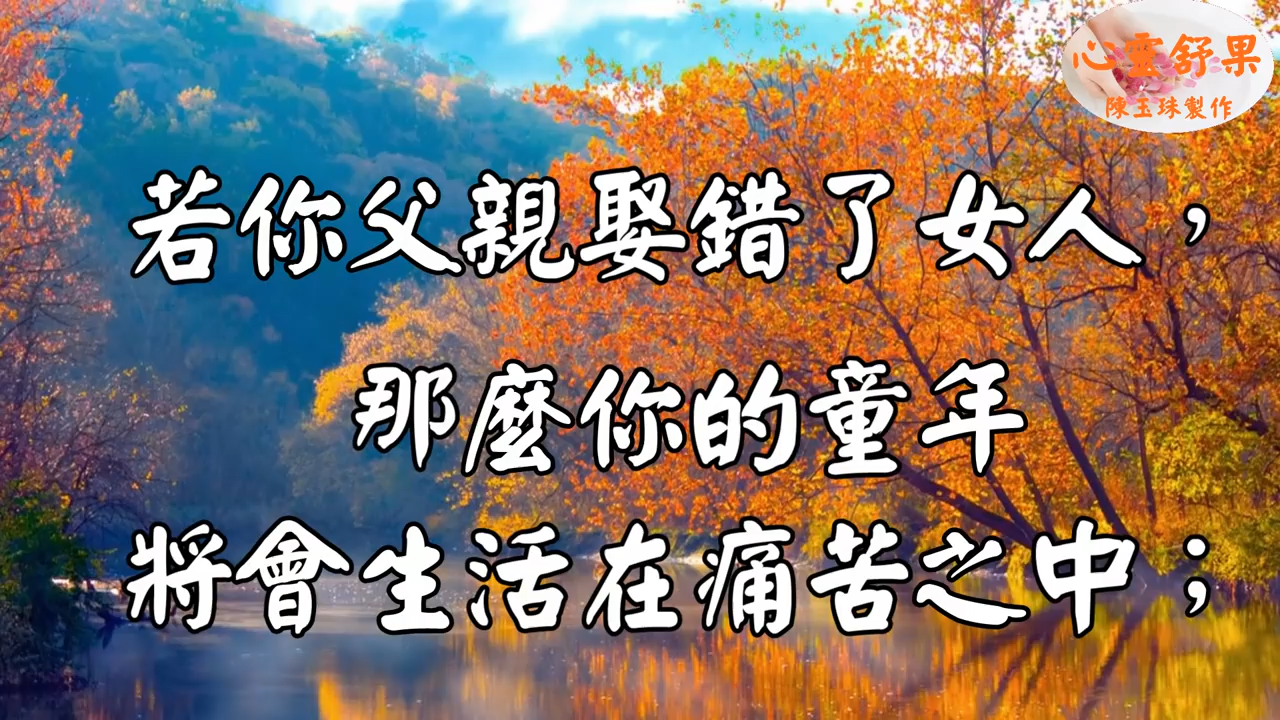 心靈舒果
陳玉珠製作
若你父親娶錯了女人，
那麼你的童年
將會生活在痛苦之中；